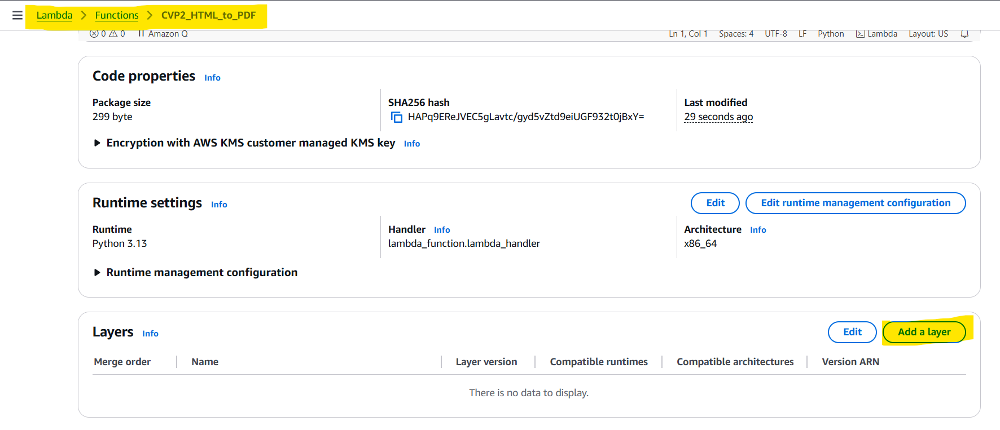 Lambda > Functions > CVP2_HTML_to_PDF
0 0 Amazon Q Ln 1, Col 1 Spaces: 4 UTF-8 LF Python Lambda Layout: US
Code properties Info
Package size SHA256 hash Last modified
299 byte HAPq9EReJVEC5gLavtc/gyd5vZtd9eiUGF932t0jBxY= 29 seconds ago
Encryption with AWS KMS customer managed KMS key Info
Runtime settings Info Edit Edit runtime management configuration
Runtime Handler Info Architecture Info
Python 3.13 lambda_function.lambda_handler x86_64
Runtime management configuration
Layers Info Edit Add a layer
Merge order Name Layer version Compatible runtimes Compatible architectures Version ARN
There is no data to display.